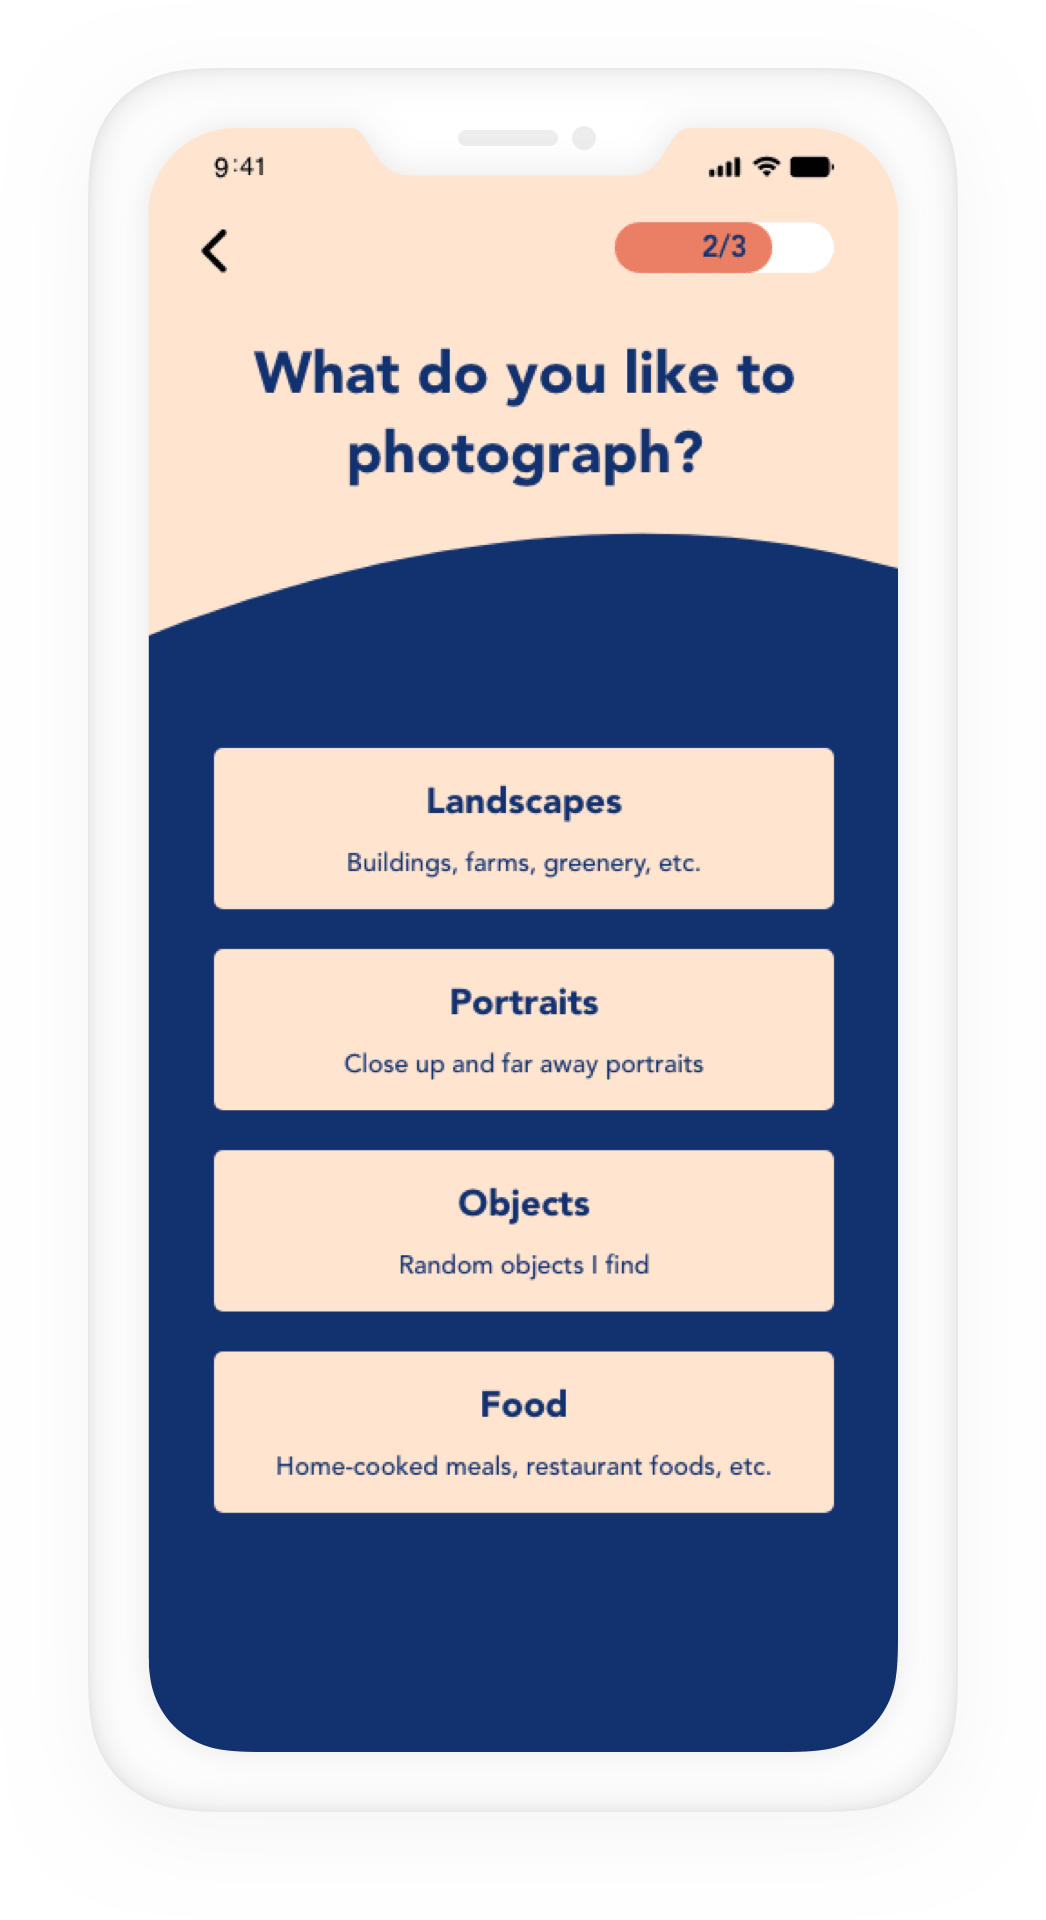 9:41
2/3
What do you like to
photograph?
Landscapes
Buildings, farms, greenery, etc.
Portraits
Close up and far away portraits
Objects
Random objects I find
Food
Home-cooked meals, restaurant foods, etc.